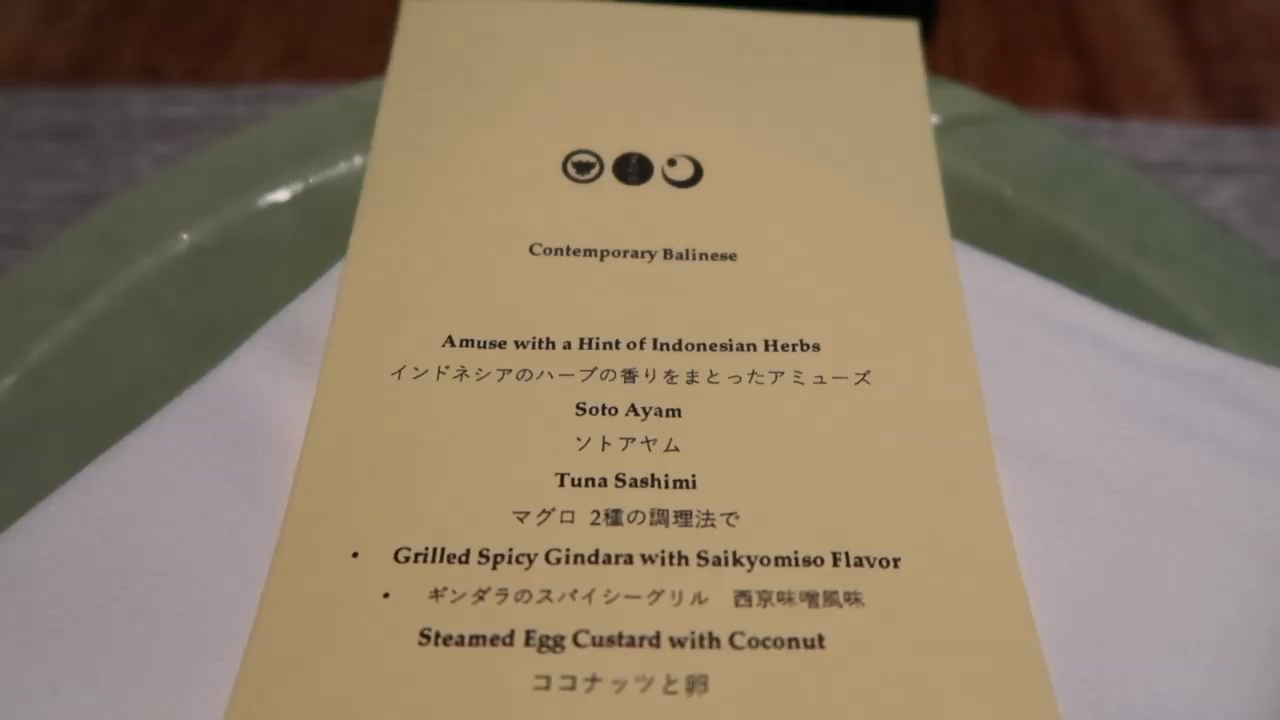 Contemporary Balinese
Amuse with a Hint of Indonesian Herbs
インドネシアのハーブの香りをまとったアミューズ
Soto Ayam
ソトアヤム
Tuna Sashimi
マグロ 2種の調理法で
• Grilled Spicy Gindara with Saikyomiso Flavor
• ギンダラのスパイシーグリル 西京味噌風味
Steamed Egg Custard with Coconut
ココナッツと卵